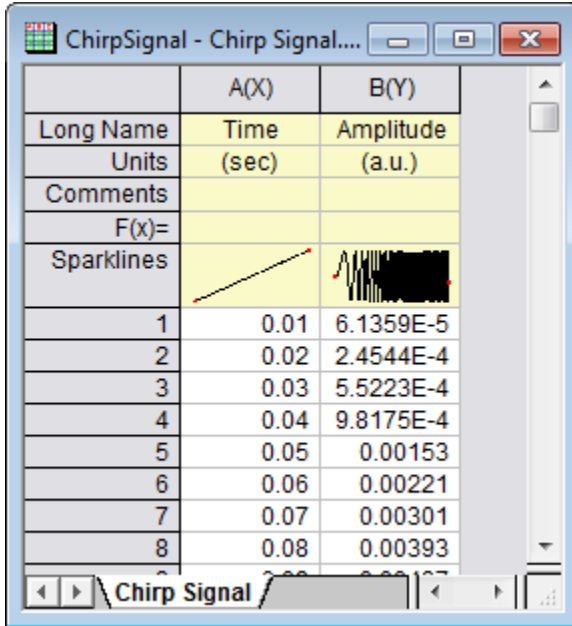 ChirpSignal - Chirp Signal....
A(X) B(Y)
Long Name Time Amplitude
Units (sec) (a.u.)
Comments
F(x)=
Sparklines
1 0.01 6.1359E-5
2 0.02 2.4544E-4
3 0.03 5.5223E-4
4 0.04 9.8175E-4
5 0.05 0.00153
6 0.06 0.00221
7 0.07 0.00301
8 0.08 0.00393
Chirp Signal